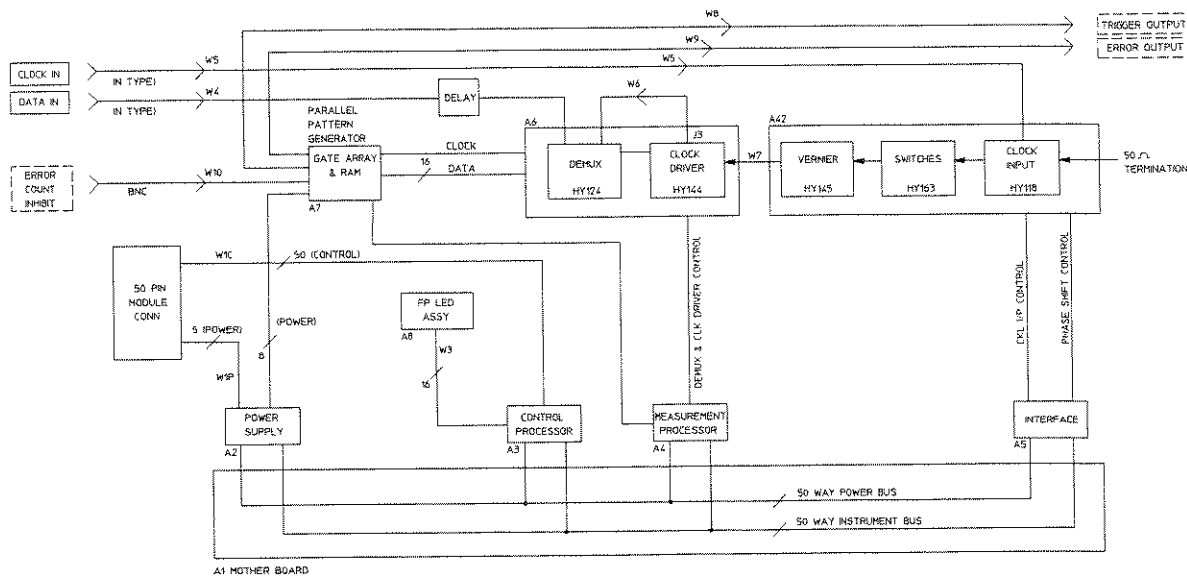 W8
TRIGGER OUTPUT
W9
ERROR OUTPUT
CLOCK IN
(N TYPE)
W5
W5
DATA IN
(N TYPE)
W4
DELAY
W6
PARALLEL
PATTERN
GENERATOR
GATE ARRAY
& RAM
A7
CLOCK
16
DATA
A6
DEMUX
HY124
J3
CLOCK
DRIVER
HY144
W7
A42
VERNIER
HY145
SWITCHES
HY163
CLOCK
INPUT
HY118
50 Ω
TERMINATION
ERROR
COUNT
INHIBIT
BNC
W10
50 PIN
MODULE
CONN
W1C
50 (CONTROL)
5 (POWER)
W1P
8
(POWER)
FP LED
ASSY
A8
W3
16
DEMUX & CLK DRIVER CONTROL
CKL I/P CONTROL
PHASE SHIFT CONTROL
POWER
SUPPLY
A2
CONTROL
PROCESSOR
A3
MEASUREMENT
PROCESSOR
A4
INTERFACE
A5
50 WAY POWER BUS
50 WAY INSTRUMENT BUS
A1 MOTHER BOARD